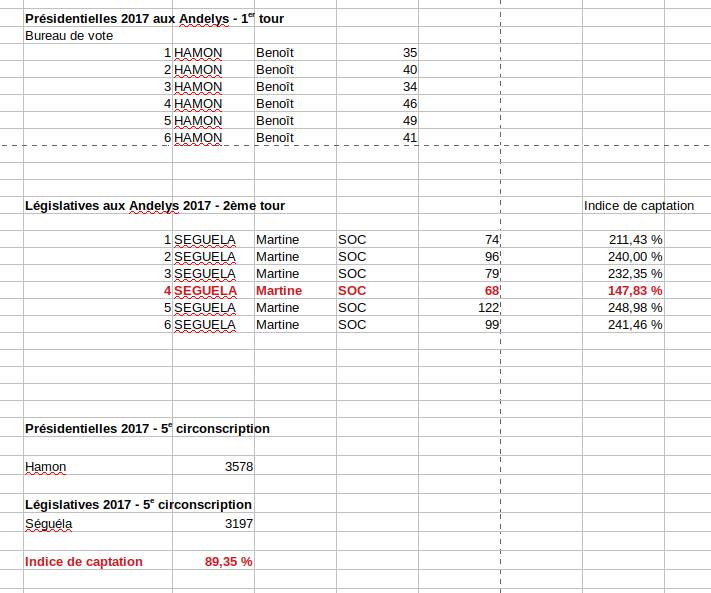 Présidentielles 2017 aux Andelys - 1er tour
Bureau de vote
1 HAMON Benoît 35
2 HAMON Benoît 40
3 HAMON Benoît 34
4 HAMON Benoît 46
5 HAMON Benoît 49
6 HAMON Benoît 41
Législatives aux Andelys 2017 - 2ème tour Indice de captation
1 SEGUELA Martine SOC 74 211,43 %
2 SEGUELA Martine SOC 96 240,00 %
3 SEGUELA Martine SOC 79 232,35 %
4 SEGUELA Martine SOC 68 147,83 %
5 SEGUELA Martine SOC 122 248,98 %
6 SEGUELA Martine SOC 99 241,46 %
Présidentielles 2017 - 5e circonscription
Hamon 3578
Législatives 2017 - 5e circonscription
Séguéla 3197
Indice de captation 89,35 %